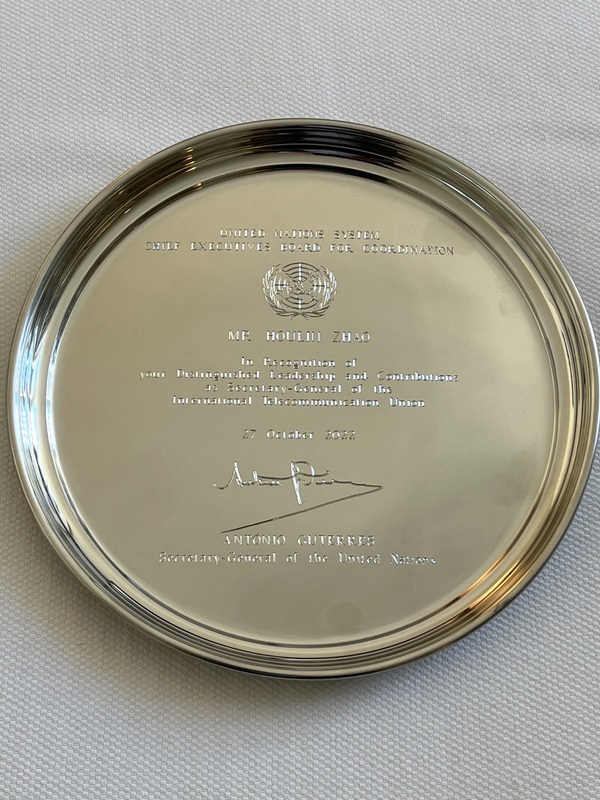 UNITED NATIONS SYSTEM
CHIEF EXECUTIVES BOARD FOR COORDINATION
MR. HOULIN ZHAO
In Recognition of
your Distinguished Leadership and Contributions
as Secretary-General of the
International Telecommunication Union
27 October 2022
ANTÓNIO GUTERRES
Secretary-General of the United Nations